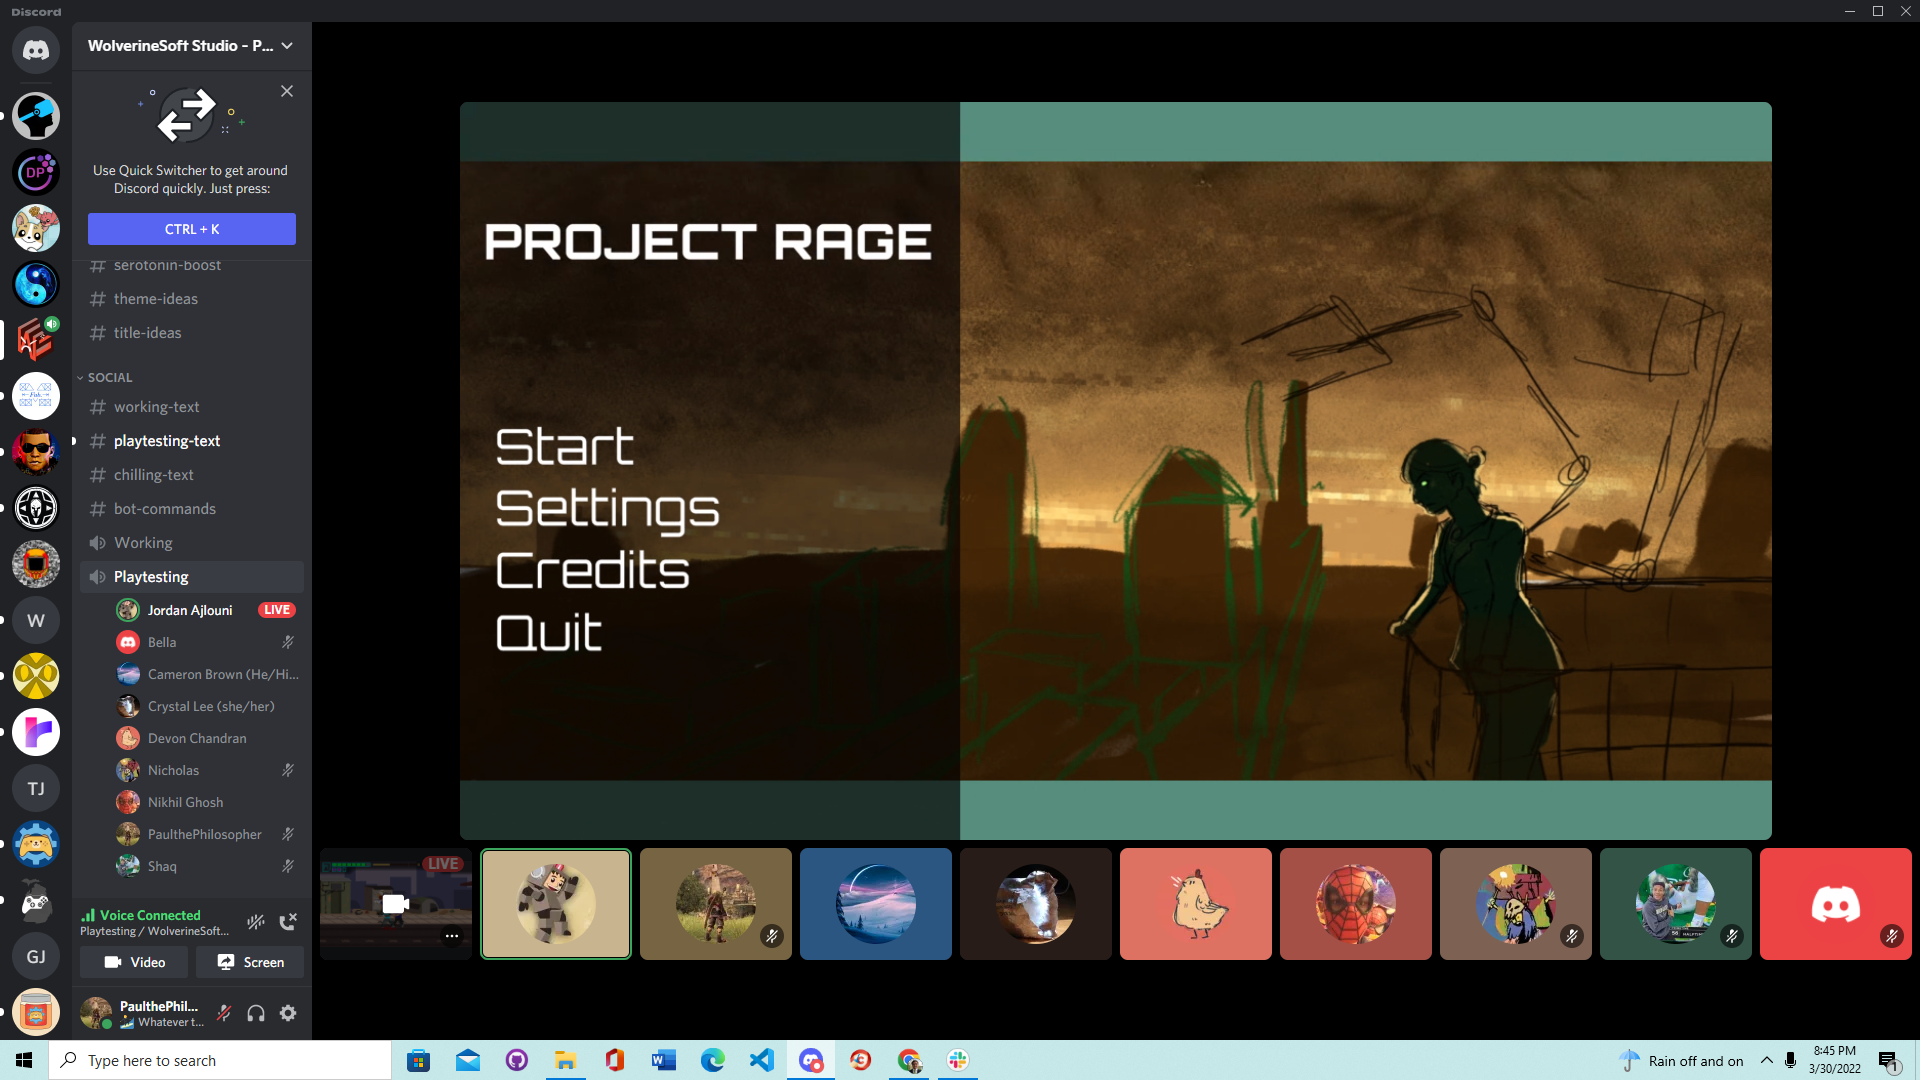 Discord
WolverineSoft Studio - P...
Use Quick Switcher to get around
Discord quickly. Just press:
CTRL + K
serotonin-boost
theme-ideas
title-ideas
SOCIAL
working-text
playtesting-text
chilling-text
bot-commands
Working
Playtesting
Jordan Ajlouni LIVE
Bella
Cameron Brown (He/Hi...
Crystal Lee (she/her)
Devon Chandran
Nicholas
Nikhil Ghosh
PaulthePhilosopher
Shaq
Voice Connected
Playtesting / WolverineSoft...
Video Screen
PaulthePhil...
Whatever t...
DP
W
TJ
GJ
PROJECT RAGE
Start
Settings
Credits
Quit
LIVE
Type here to search
Rain off and on
8:45 PM
3/30/2022
1